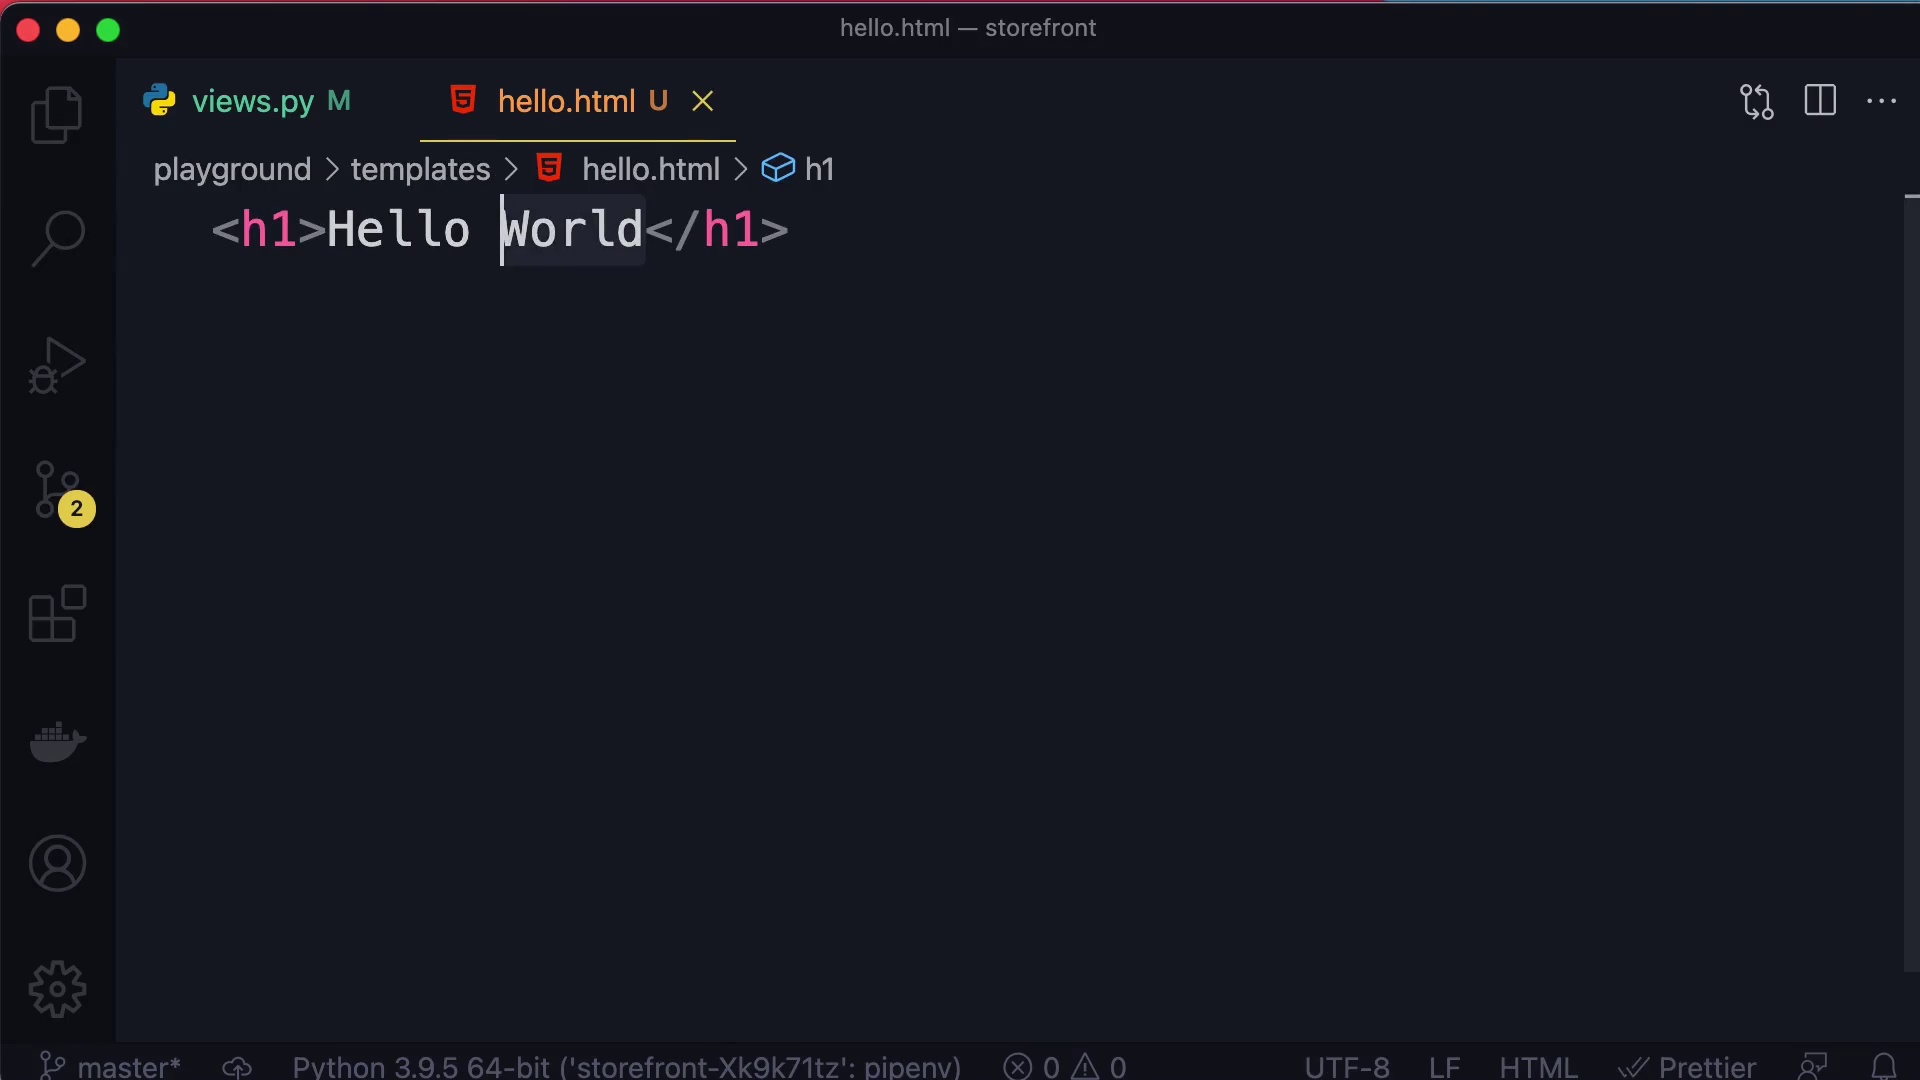 hello.html — storefront
views.py M hello.html U
playground > templates > hello.html > h1
<h1>Hello World</h1>
2
master* Python 3.9.5 64-bit ('storefront-Xk9k71tz': pipenv) 0 0 UTF-8 LF HTML Prettier